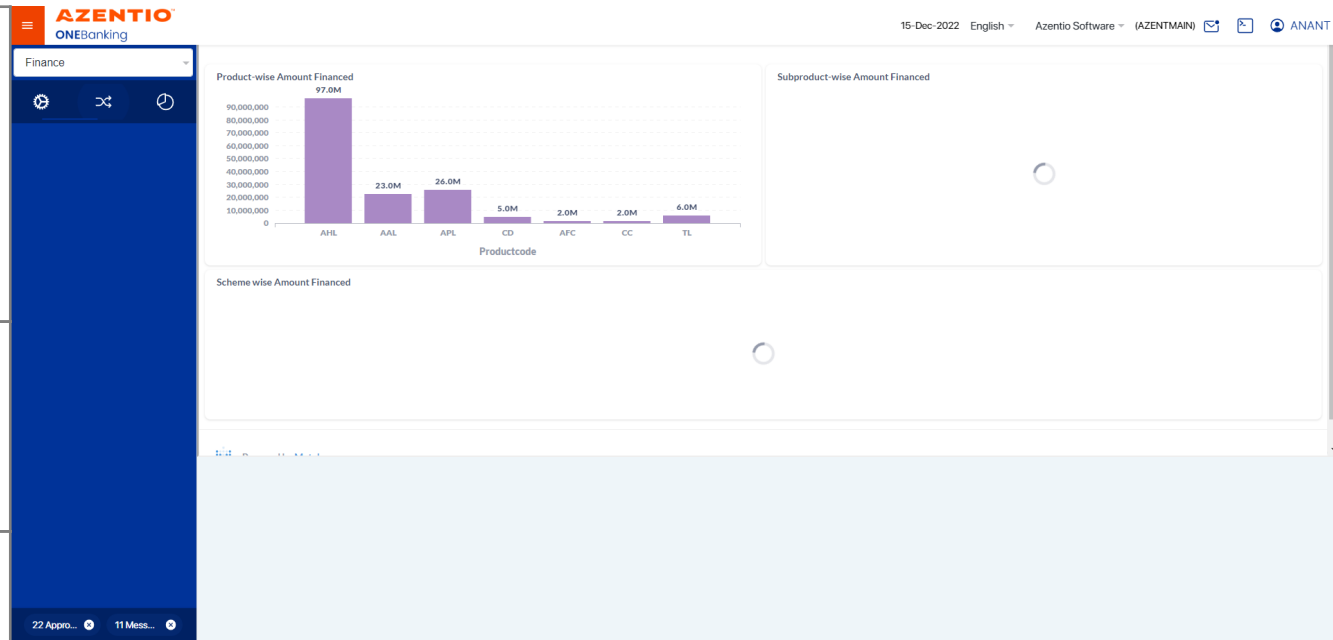 AZENTIO™
ONEBanking
15-Dec-2022 English Azentio Software (AZENTMAIN) ANANT
Finance
Product-wise Amount Financed
97.0M
90,000,000
80,000,000
70,000,000
60,000,000
50,000,000
40,000,000
30,000,000
20,000,000
10,000,000
0
23.0M
26.0M
5.0M
2.0M
2.0M
6.0M
AHL AAL APL CD AFC CC TL
Productcode
Subproduct-wise Amount Financed
Scheme wise Amount Financed
22 Appro...
11 Mess...